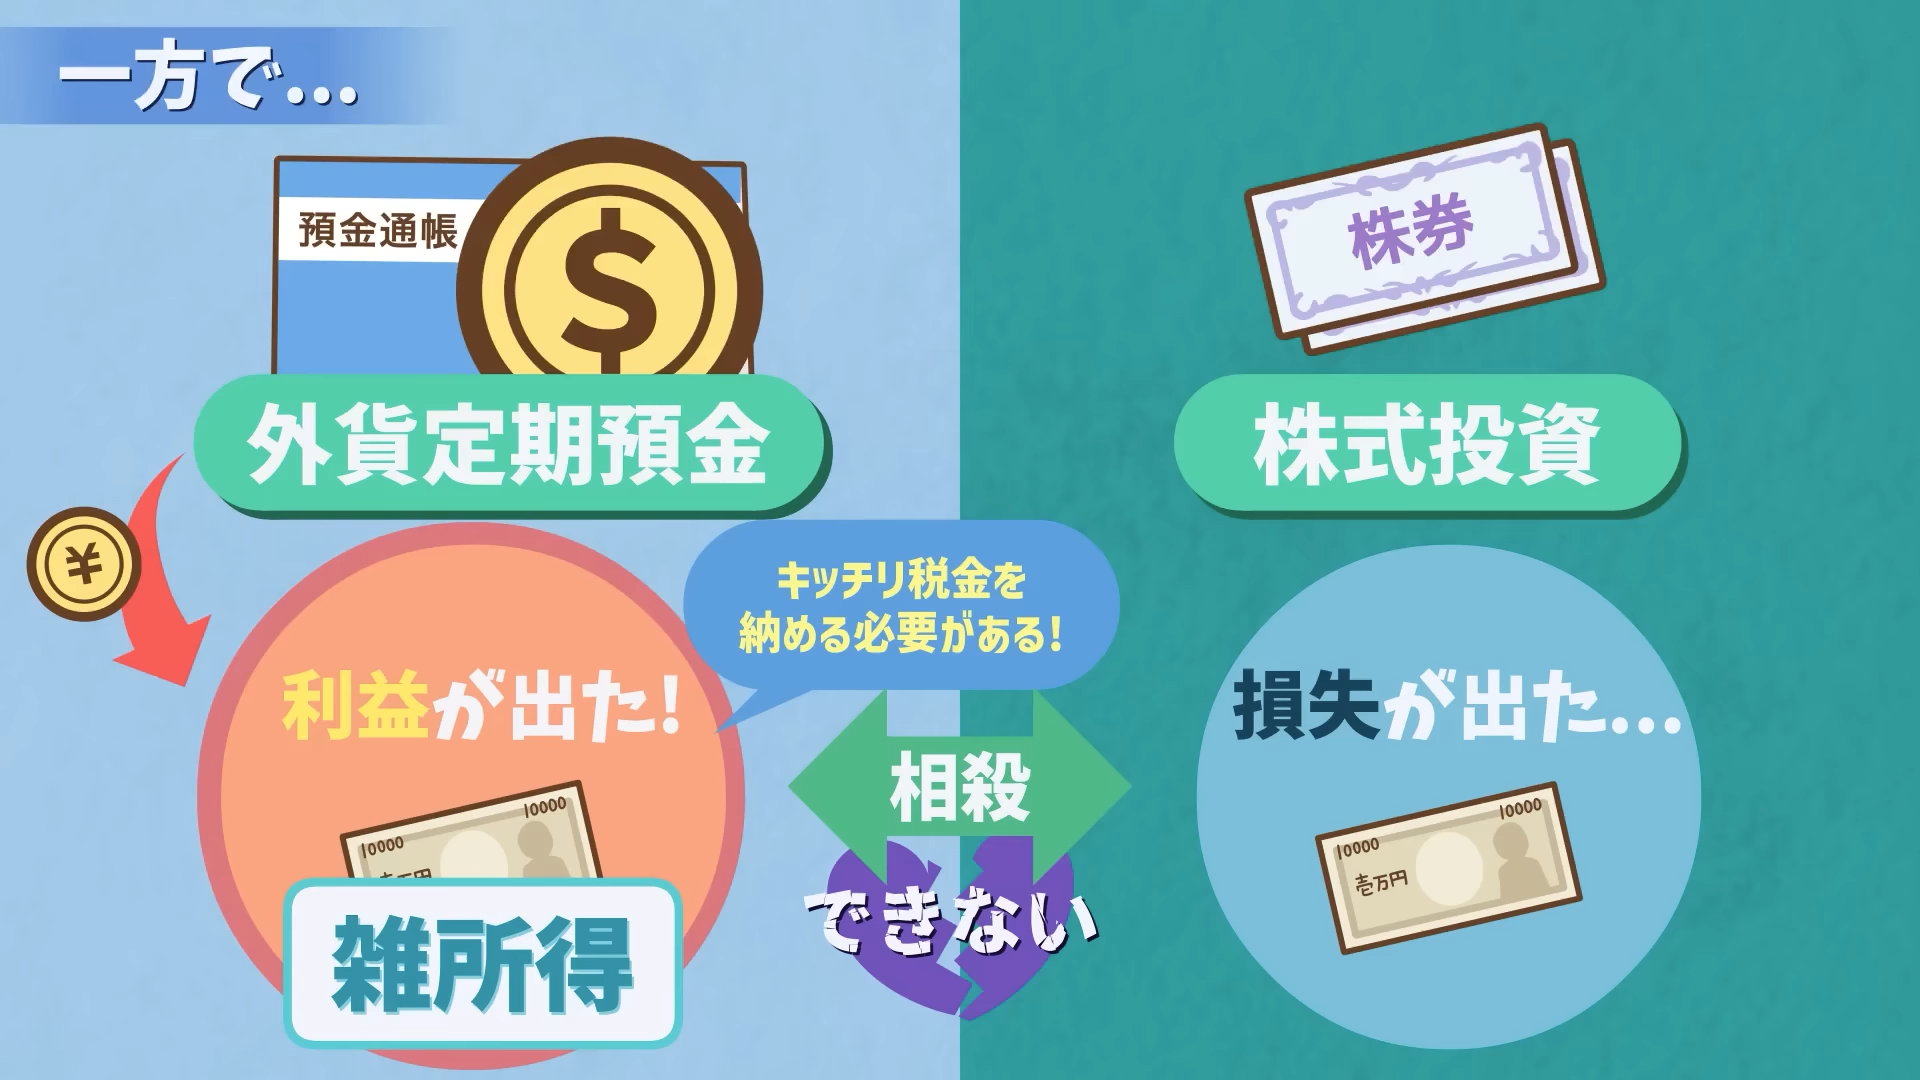 一方で…
預金通帳
$
株券
外貨定期預金
株式投資
¥
キッチリ税金を
納める必要がある!
利益が出た!
損失が出た…
相殺
できない
10000
10000
壱万円
雑所得
10000
10000
壱万円